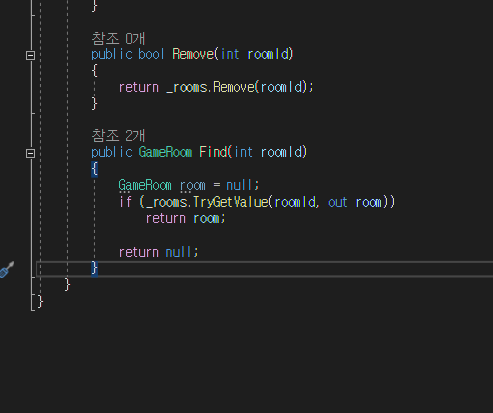 }
참조 0개
public bool Remove(int roomId)
{
return _rooms.Remove(roomId);
}
참조 2개
public GameRoom Find(int roomId)
{
GameRoom room = null;
if (_rooms.TryGetValue(roomId, out room))
return room;
return null;
}
}
}